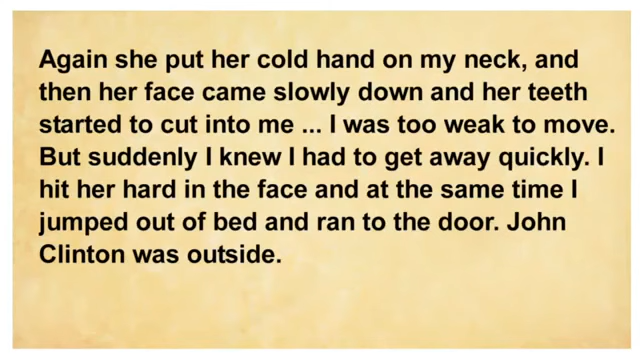 Again she put her cold hand on my neck, and
then her face came slowly down and her teeth
started to cut into me ... I was too weak to move.
But suddenly I knew I had to get away quickly. I
hit her hard in the face and at the same time I
jumped out of bed and ran to the door. John
Clinton was outside.